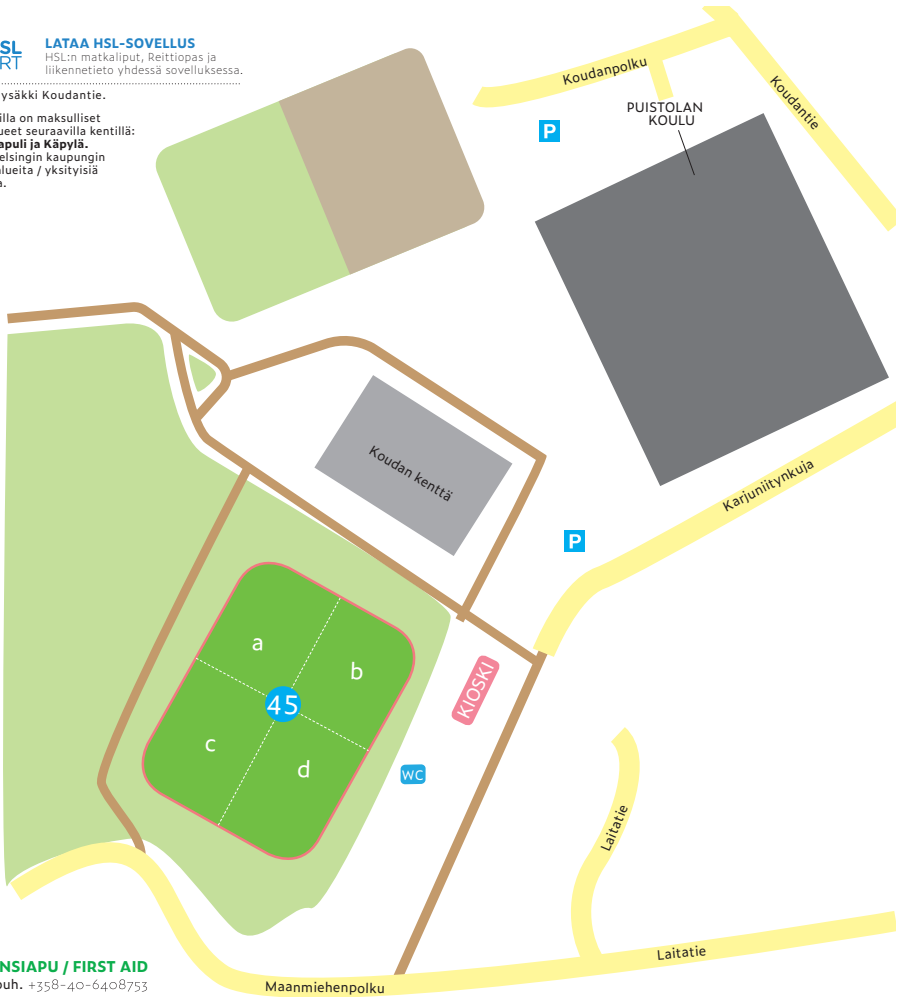 HSL
RT
LATAA HSL-SOVELLUS
HSL:n matkaliput, Reittiopas ja
liikennetieto yhdessä sovelluksessa.
ysäkki Koudantie.
illa on maksulliset
ueet seuraavilla kentillä:
apuli ja Käpylä.
elsingin kaupungin
alueita / yksityisiä
a.
Koudanpolku
Koudantie
P
PUISTOLAN
KOULU
Koudan kenttä
Karjuniitynkuja
P
a
b
45
c
d
KIOSKI
WC
Laitatie
Laitatie
Maanmiehenpolku
NSIAPU / FIRST AID
puh. +358-40-6408753